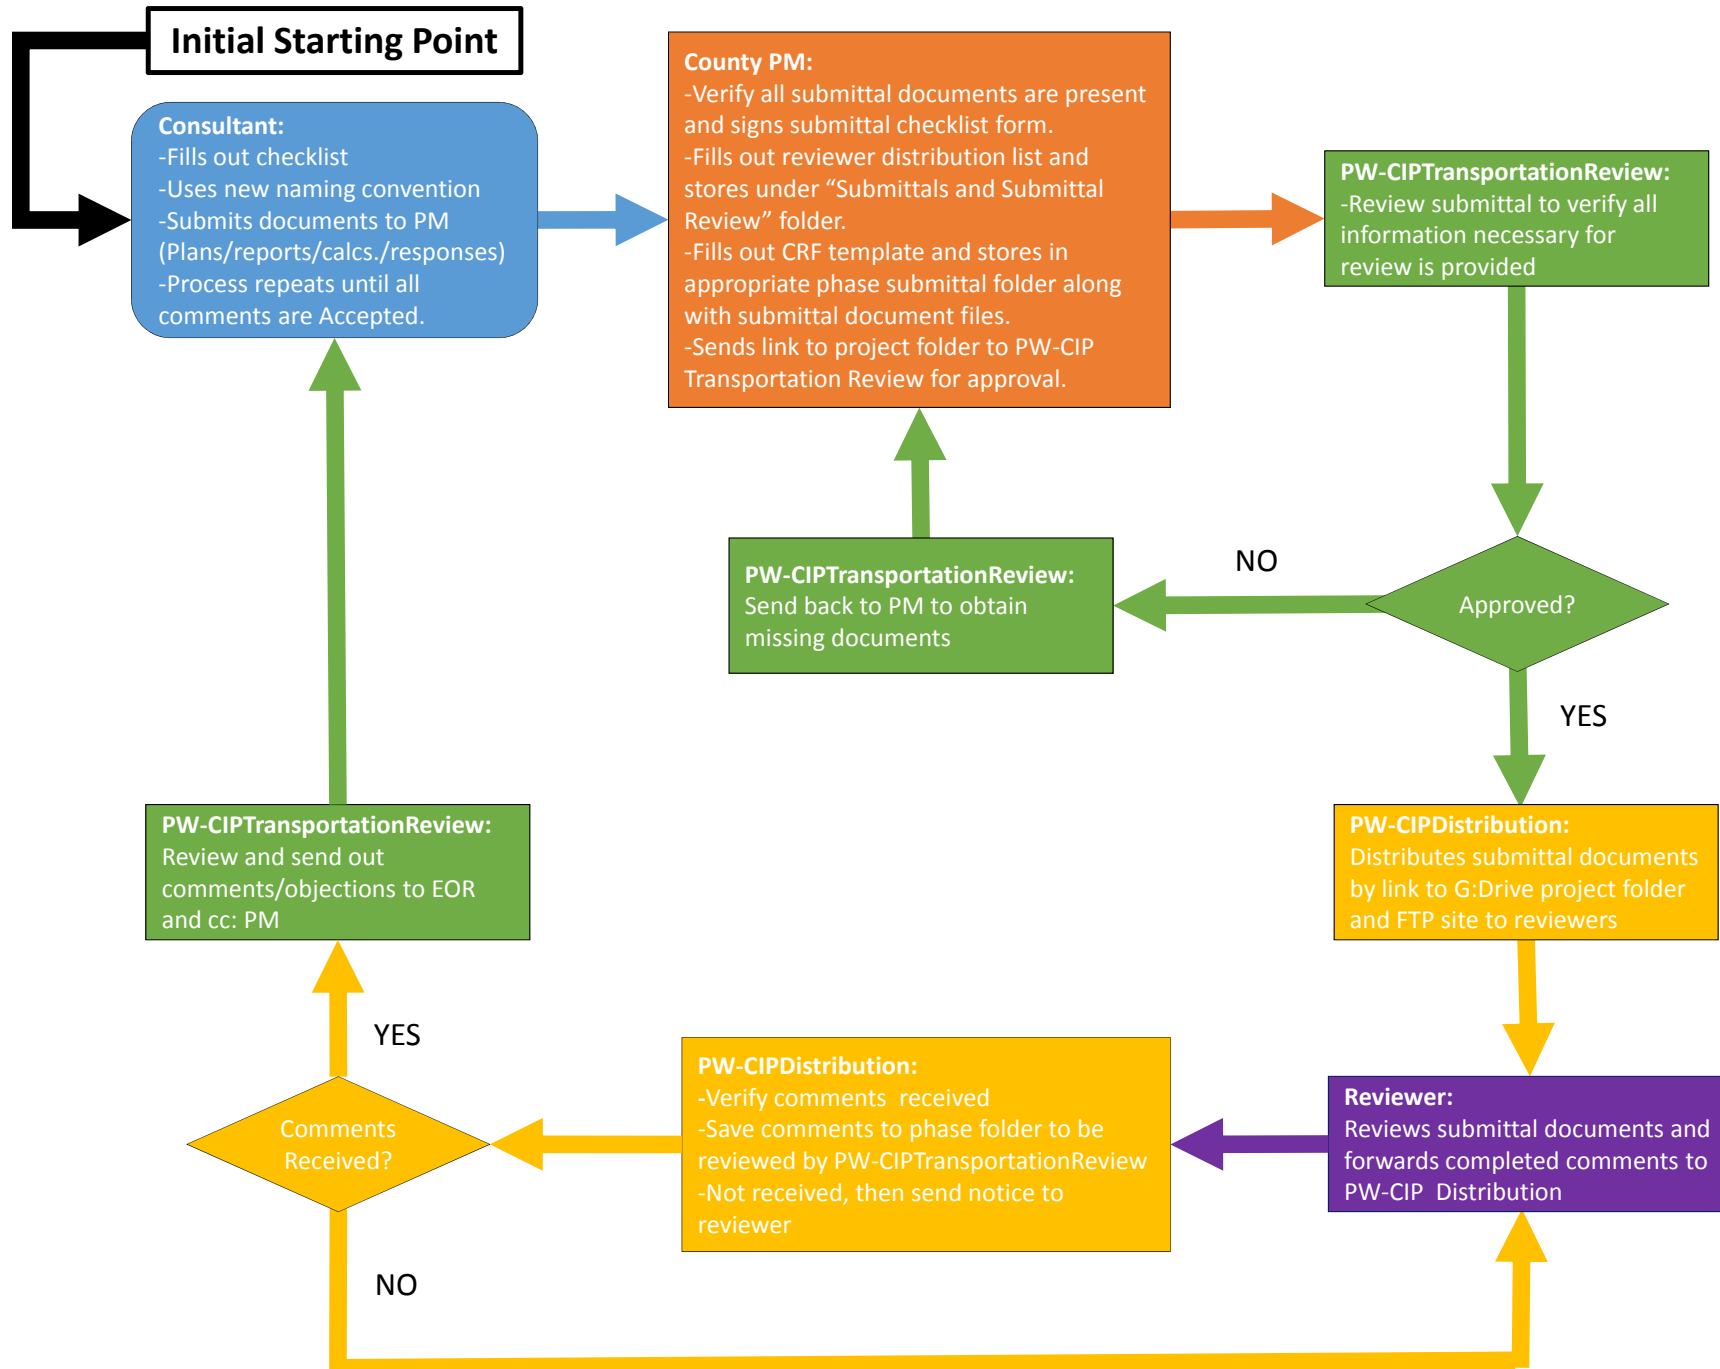 Initial Starting Point
Consultant:
-Fills out checklist
-Uses new naming convention
-Submits documents to PM
(Plans/reports/calcs./responses)
-Process repeats until all
comments are Accepted.
County PM:
-Verify all submittal documents are present
and signs submittal checklist form.
-Fills out reviewer distribution list and
stores under “Submittals and Submittal
Review” folder.
-Fills out CRF template and stores in
appropriate phase submittal folder along
with submittal document files.
-Sends link to project folder to PW-CIP
Transportation Review for approval.
PW-CIPTransportationReview:
-Review submittal to verify all
information necessary for
review is provided
Approved?
NO
PW-CIPTransportationReview:
Send back to PM to obtain
missing documents
YES
PW-CIPDistribution:
Distributes submittal documents
by link to G:Drive project folder
and FTP site to reviewers
Reviewer:
Reviews submittal documents and
forwards completed comments to
PW-CIP  Distribution
PW-CIPDistribution:
-Verify comments  received
-Save comments to phase folder to be
reviewed by PW-CIPTransportationReview
-Not received, then send notice to
reviewer
Comments
Received?
NO
YES
PW-CIPTransportationReview:
Review and send out
comments/objections to EOR
and cc: PM